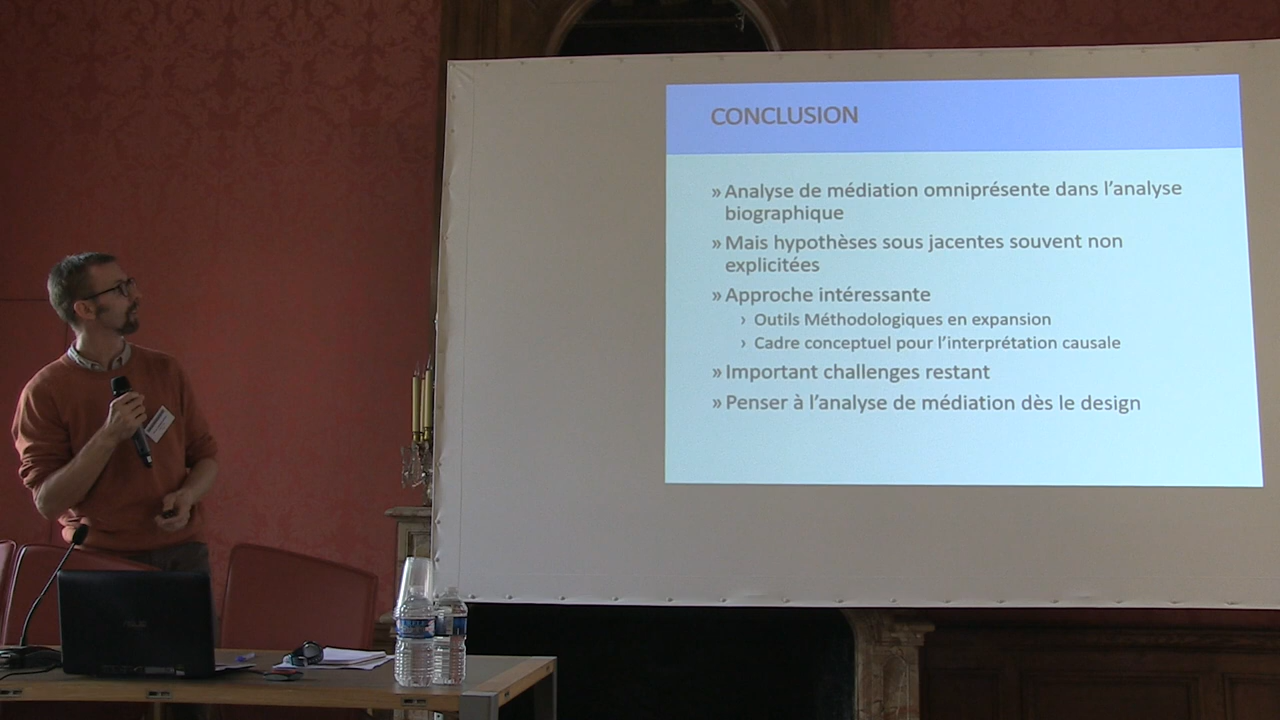 CONCLUSION
» Analyse de médiation omniprésente dans l'analyse
biographique
» Mais hypothèses sous jacentes souvent non
explicitées
» Approche intéressante
› Outils Méthodologiques en expansion
› Cadre conceptuel pour l'interprétation causale
» Important challenges restant
» Penser à l'analyse de médiation dès le design